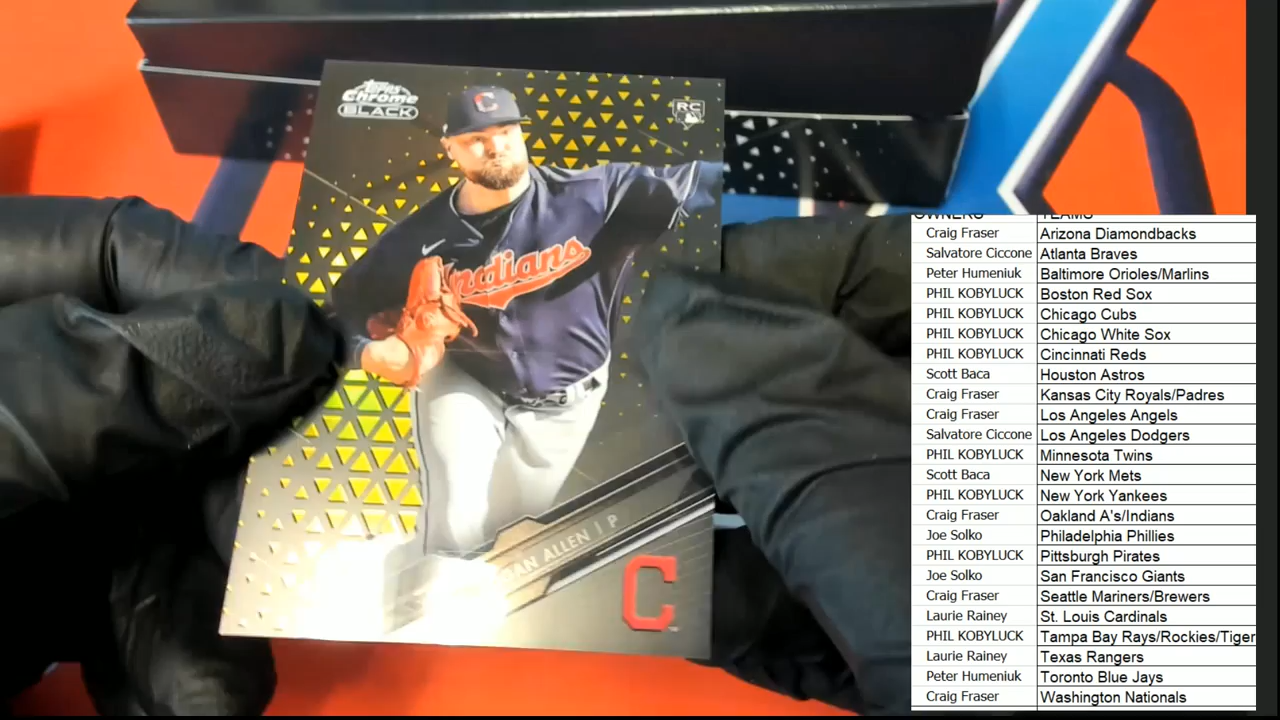 TOPPS
Chrome
BLACK
C
RC
Indians
ALLEN | P
C
OWNERS TEAMS
Craig Fraser Arizona Diamondbacks
Salvatore Ciccone Atlanta Braves
Peter Humeniuk Baltimore Orioles/Marlins
PHIL KOBYLUCK Boston Red Sox
PHIL KOBYLUCK Chicago Cubs
PHIL KOBYLUCK Chicago White Sox
PHIL KOBYLUCK Cincinnati Reds
Scott Baca Houston Astros
Craig Fraser Kansas City Royals/Padres
Craig Fraser Los Angeles Angels
Salvatore Ciccone Los Angeles Dodgers
PHIL KOBYLUCK Minnesota Twins
Scott Baca New York Mets
PHIL KOBYLUCK New York Yankees
Craig Fraser Oakland A's/Indians
Joe Solko Philadelphia Phillies
PHIL KOBYLUCK Pittsburgh Pirates
Joe Solko San Francisco Giants
Craig Fraser Seattle Mariners/Brewers
Laurie Rainey St. Louis Cardinals
PHIL KOBYLUCK Tampa Bay Rays/Rockies/Tiger
Laurie Rainey Texas Rangers
Peter Humeniuk Toronto Blue Jays
Craig Fraser Washington Nationals